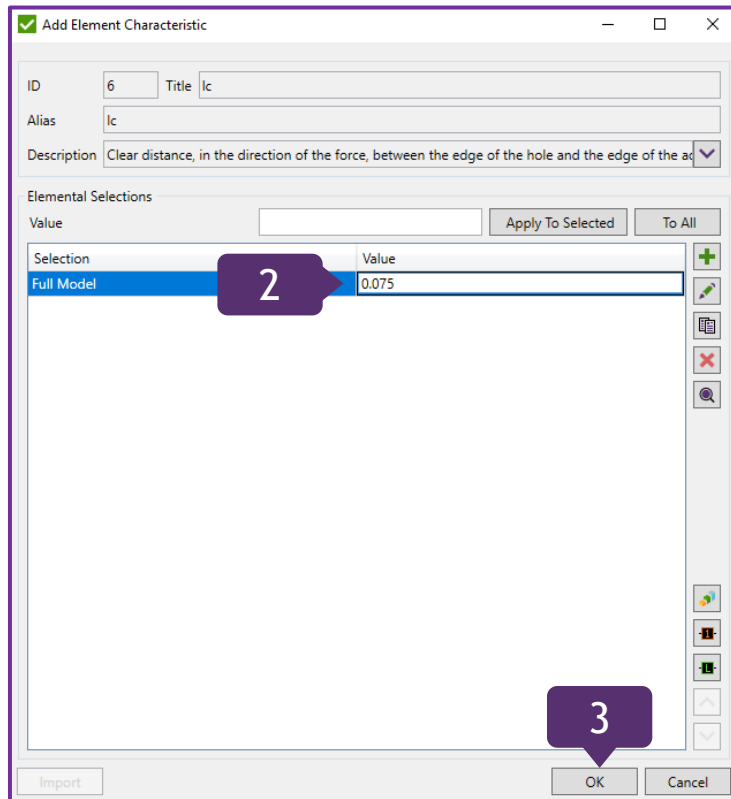 Add Element Characteristic
ID 6 Title lc
Alias lc
Description Clear distance, in the direction of the force, between the edge of the hole and the edge of the
Elemental Selections
Value Apply To Selected To All
Selection Value
Full Model 2 0.075
1
L
3
Import OK Cancel